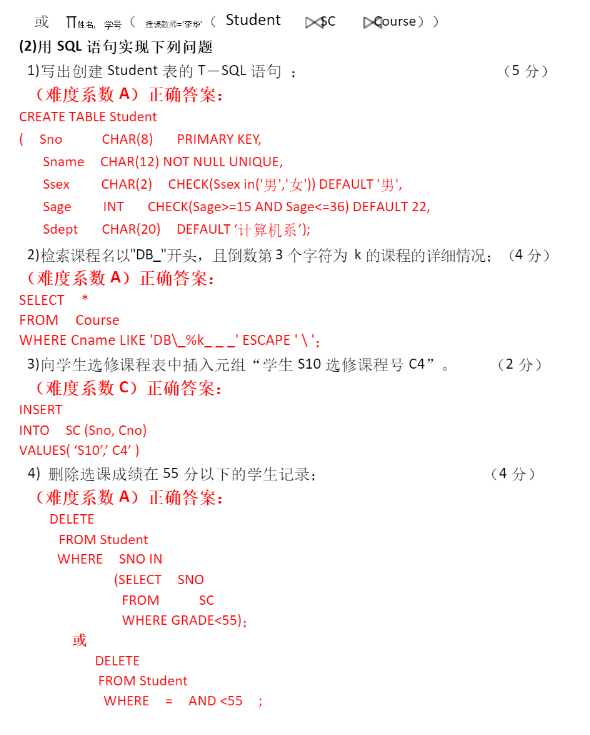 或 ∏姓名, 学号（ 授课教师='李华'（ Student ⋈SC ⋈Course））
(2)用 SQL 语句实现下列问题
1)写出创建 Student 表的 T－SQL 语句 ； （5 分）
（难度系数 A）正确答案：
CREATE TABLE Student
( Sno CHAR(8) PRIMARY KEY,
Sname CHAR(12) NOT NULL UNIQUE,
Ssex CHAR(2) CHECK(Ssex in('男','女')) DEFAULT '男',
Sage INT CHECK(Sage>=15 AND Sage<=36) DEFAULT 22,
Sdept CHAR(20) DEFAULT ‘计算机系’);
2)检索课程名以"DB_"开头，且倒数第 3 个字符为 k 的课程的详细情况；（4 分）
（难度系数 A）正确答案：
SELECT *
FROM Course
WHERE Cname LIKE 'DB\_%k_ _ _' ESCAPE ' \ '；
3)向学生选修课程表中插入元组“学生 S10 选修课程号 C4”。 （2 分）
（难度系数 C）正确答案：
INSERT
INTO SC (Sno, Cno)
VALUES( ‘S10’,’ C4’ )
4) 删除选课成绩在 55 分以下的学生记录； （4 分）
（难度系数 A）正确答案：
DELETE
FROM Student
WHERE SNO IN
(SELECT SNO
FROM SC
WHERE GRADE<55)；
或
DELETE
FROM Student
WHERE = AND <55 ；